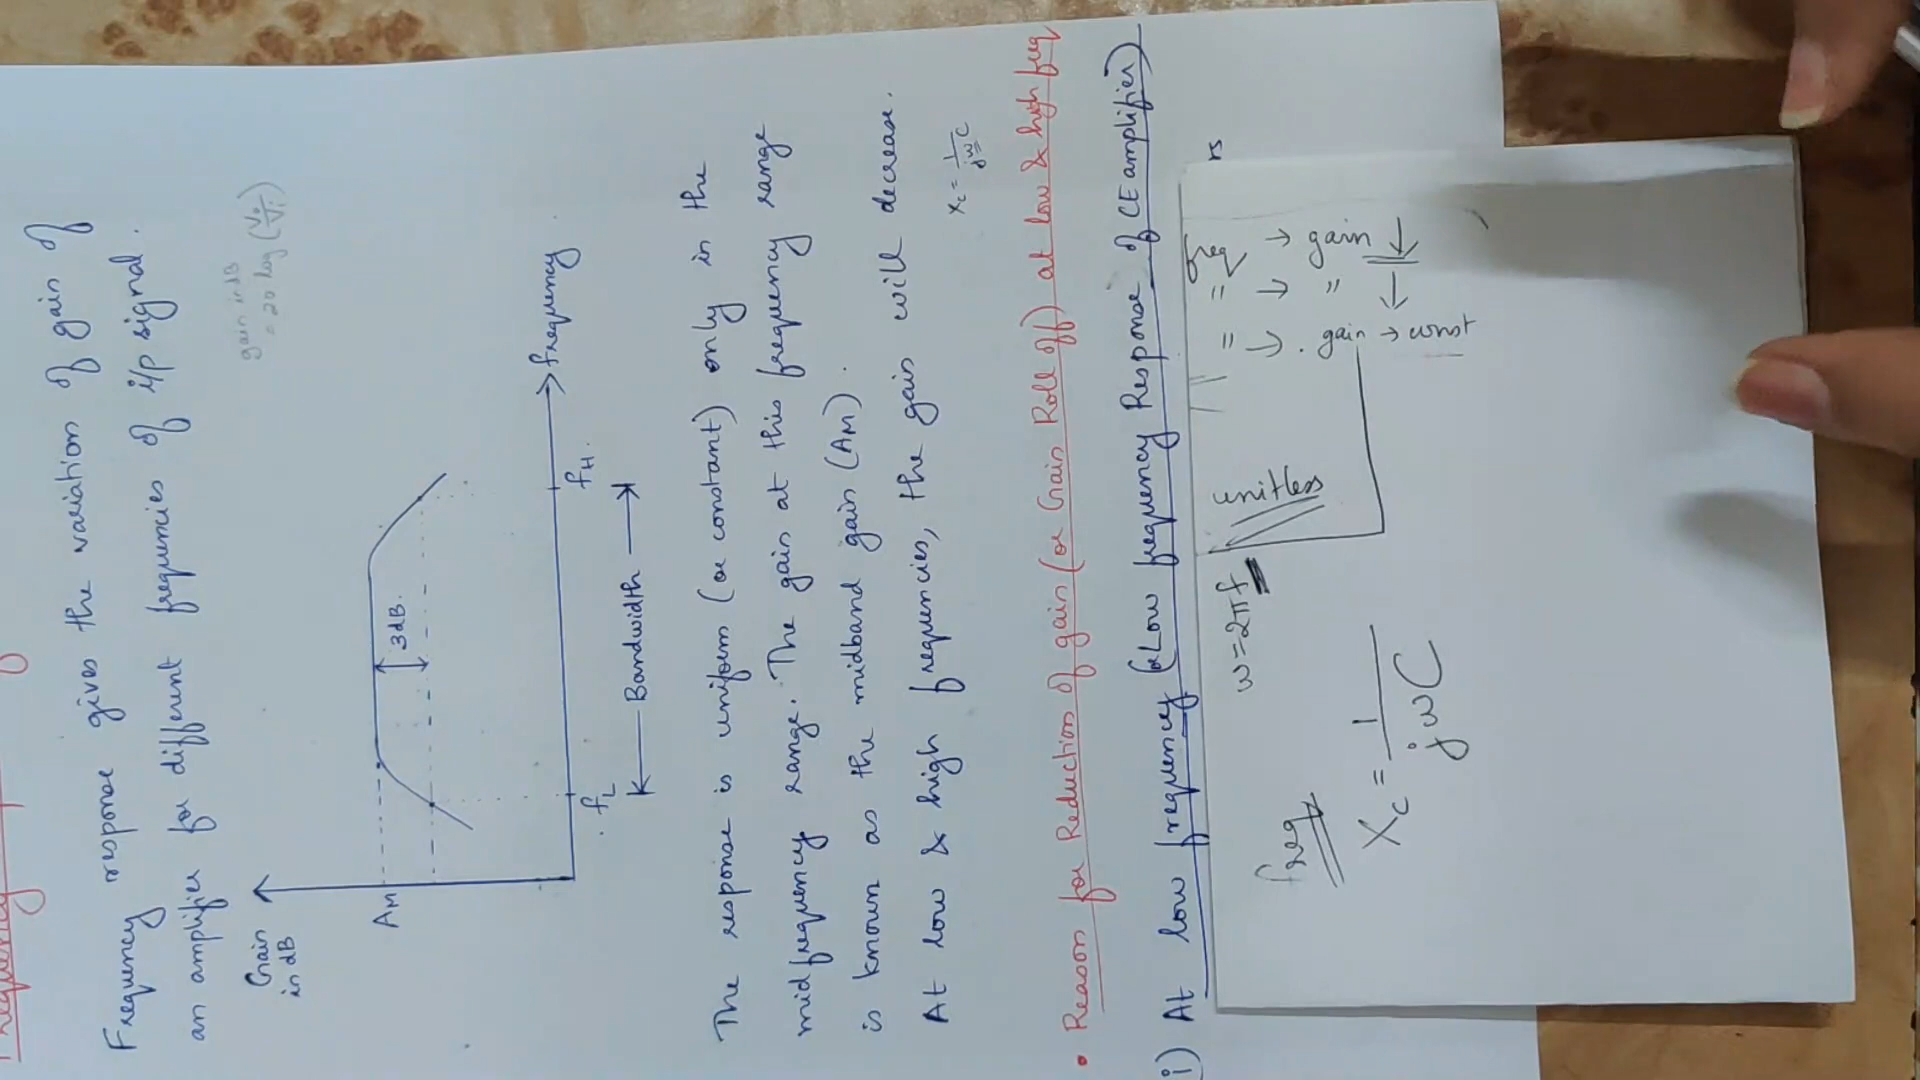 Frequency response gives the variation of gain of
an amplifier for different frequencies of i/p signal.
gain in dB
= 20 log (Vo/Vi)
Gain
in dB
AM
3dB.
fL
fH.
frequency
Bandwidth
The response is uniform (or constant) only in the
midfrequency range. The gain at this frequency range
is known as the midband gain (AM).
At low & high frequencies, the gain will decrease.
Xc = 1/jwC
• Reason for Reduction of gain (or Gain Roll off) at low & high freq
i) At low frequency (Low frequency Response of CE amplifier)
rs
freq → gain ↓
" → " ↓
" → . gain → const
unitless
w=2πf
freq
Xc = 1/jwC